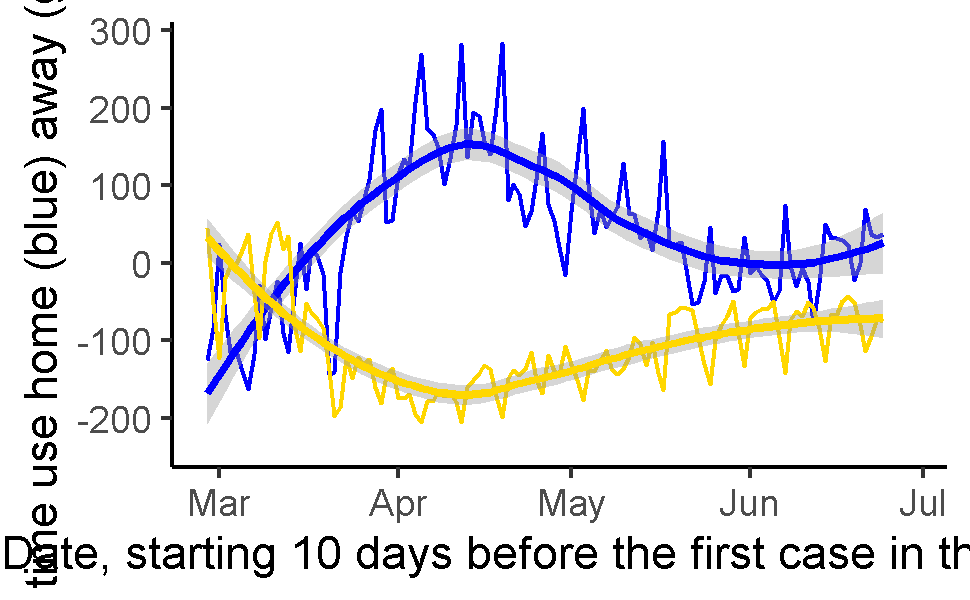 time use home (blue) away (
300
200
100
0
-100
-200
Mar Apr May Jun Jul
Date, starting 10 days before the first case in th